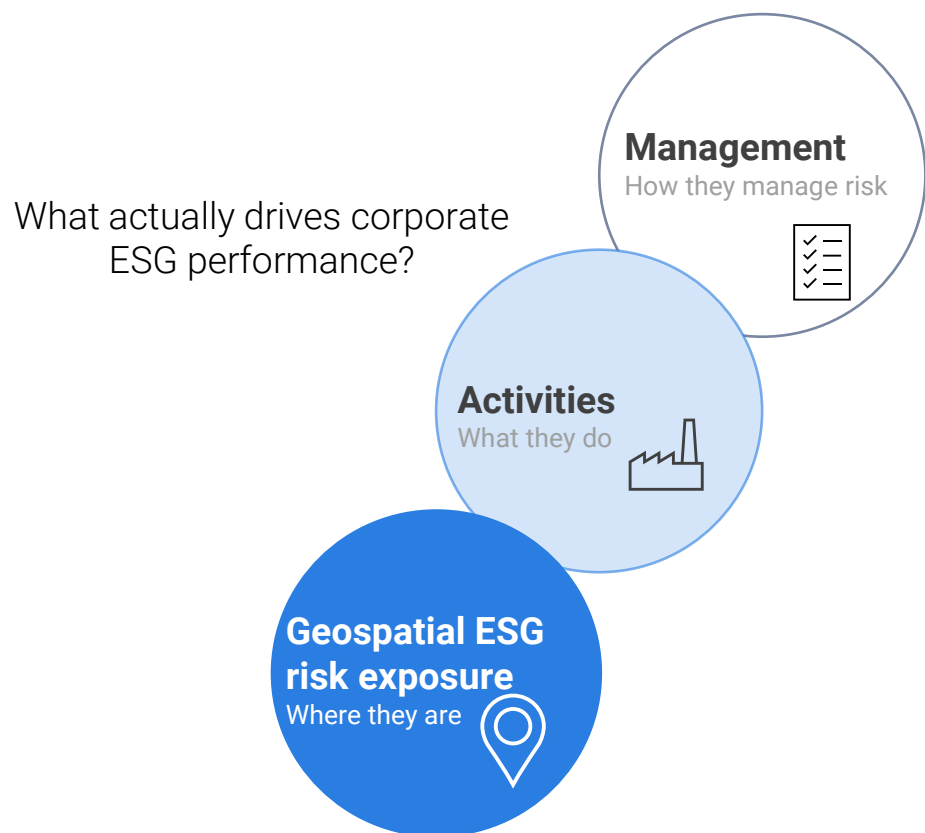 What actually drives corporate
ESG performance?
Management
How they manage risk
Activities
What they do
Geospatial ESG
risk exposure
Where they are